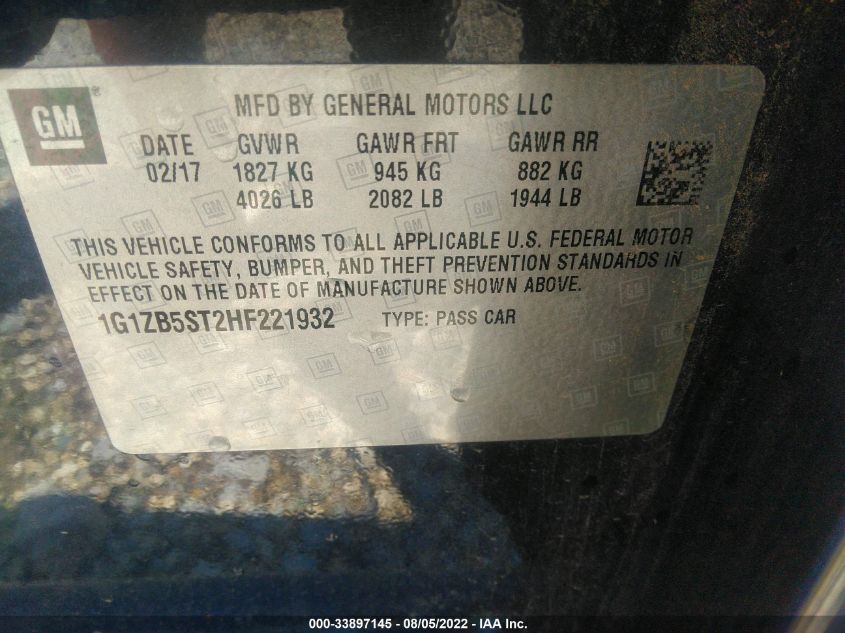 GM ®
MFD BY GENERAL MOTORS LLC
DATE GVWR GAWR FRT GAWR RR
02/17 1827 KG 945 KG 882 KG
4026 LB 2082 LB 1944 LB
THIS VEHICLE CONFORMS TO ALL APPLICABLE U.S. FEDERAL MOTOR
VEHICLE SAFETY, BUMPER, AND THEFT PREVENTION STANDARDS IN
EFFECT ON THE DATE OF MANUFACTURE SHOWN ABOVE.
1G1ZB5ST2HF221932 TYPE: PASS CAR
000-33897145 - 08/05/2022 - IAA Inc.